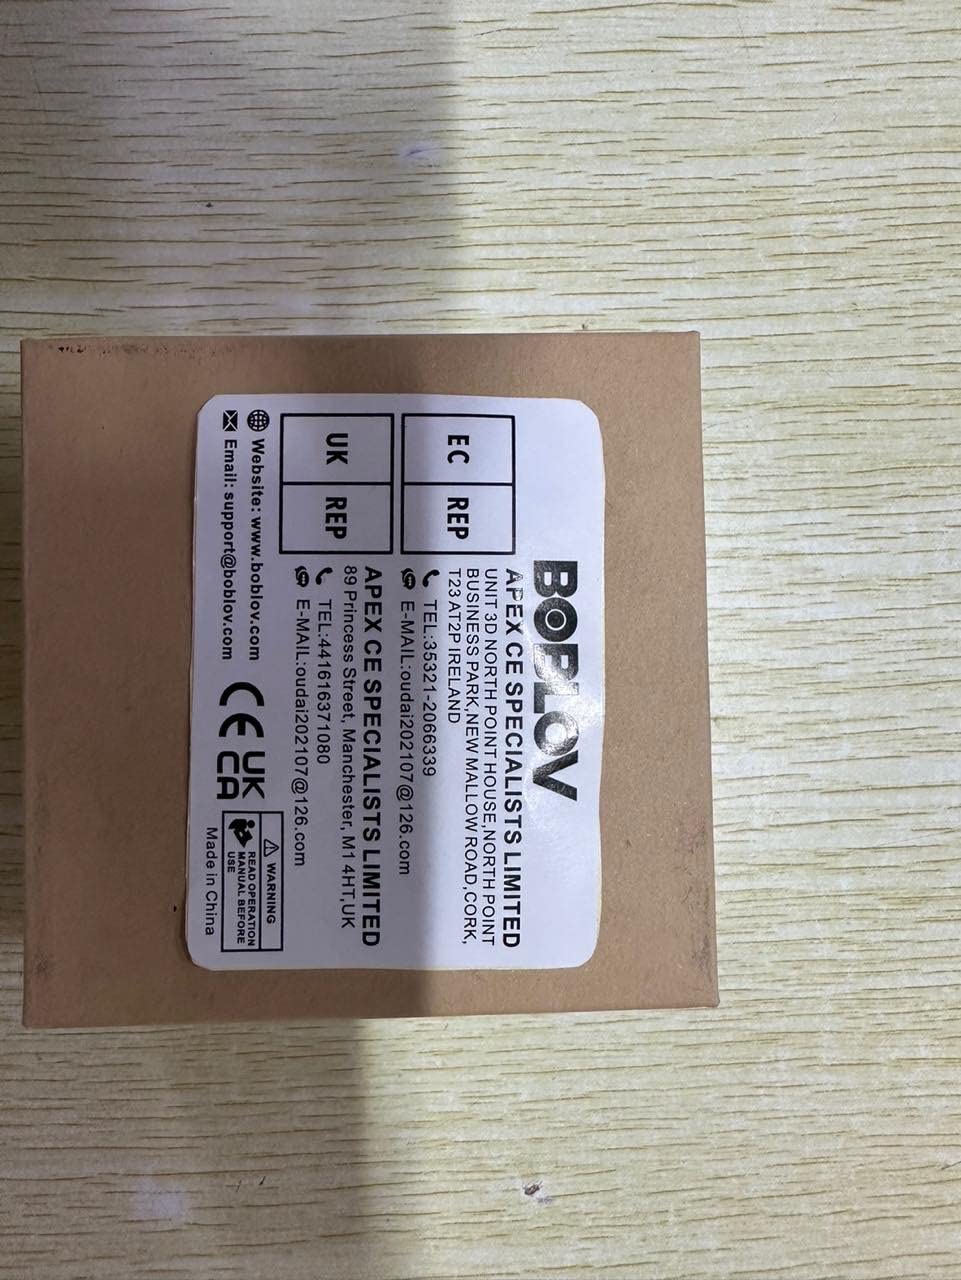 BOBLOV
EC REP
APEX CE SPECIALISTS LIMITED
UNIT 3D NORTH POINT HOUSE,NORTH POINT
BUSINESS PARK,NEW MALLOW ROAD,CORK,
T23 AT2P IRELAND
TEL:35321-2066339
E-MAIL:oudai202107@126.com
UK REP
APEX CE SPECIALISTS LIMITED
89 Princess Street, Manchester, M1 4HT,UK
TEL:441616371080
E-MAIL:oudai202107@126.com
Website: www.boblov.com
Email: support@boblov.com
CE
UK
CA
WARNING
READ OPERATION
MANUAL BEFORE
USE
Made in China